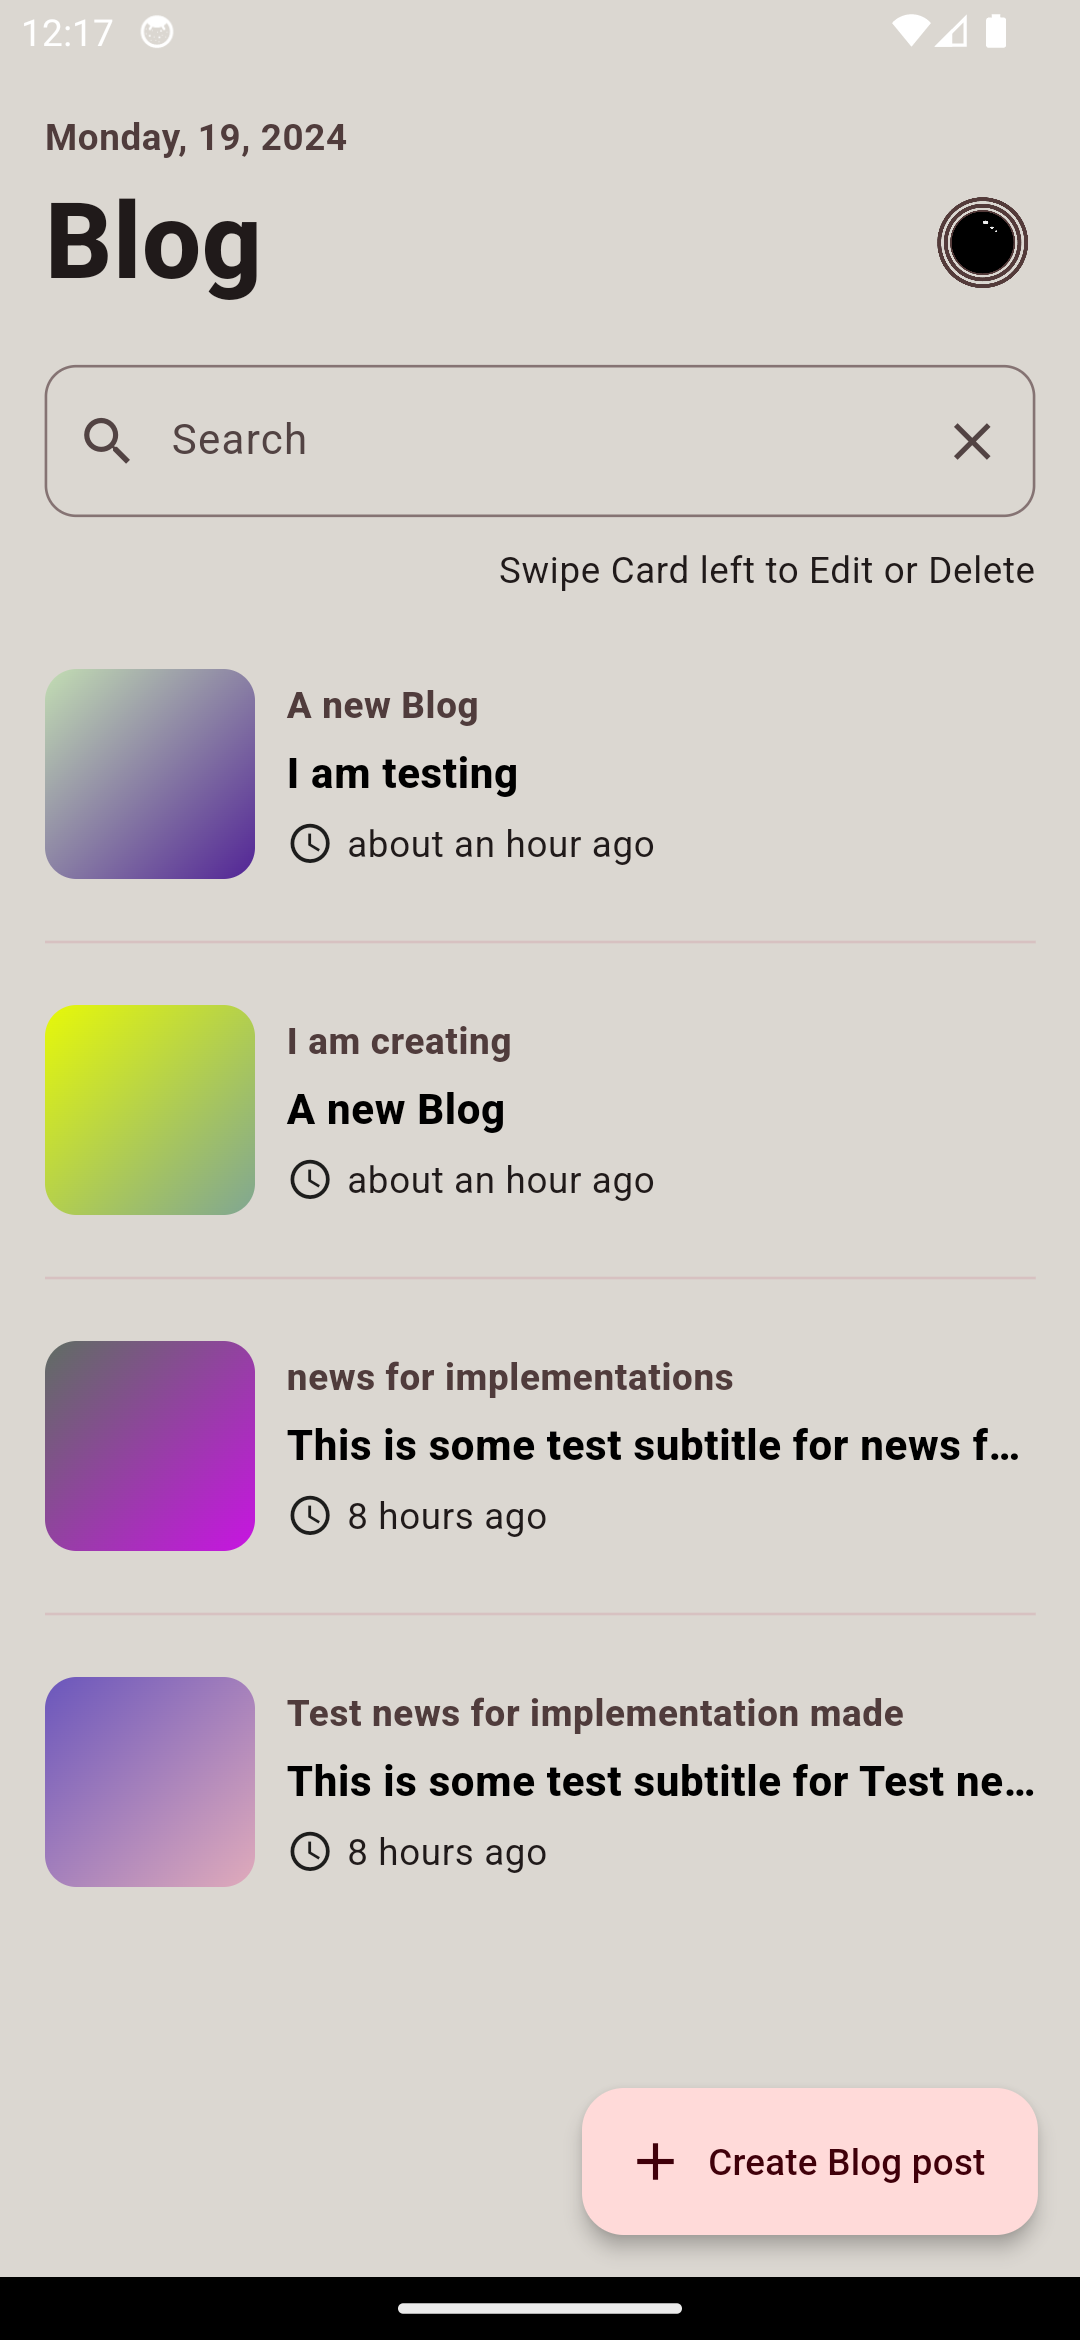 12:17
Monday, 19, 2024
Blog
Search
Swipe Card left to Edit or Delete
A new Blog
I am testing
about an hour ago
I am creating
A new Blog
about an hour ago
news for implementations
This is some test subtitle for news f…
8 hours ago
Test news for implementation made
This is some test subtitle for Test ne…
8 hours ago
Create Blog post